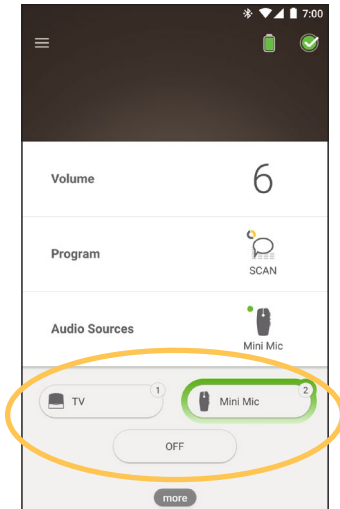 7:00
Volume 6
Program
SCAN
Audio Sources
Mini Mic
TV 1 Mini Mic 2
OFF
more